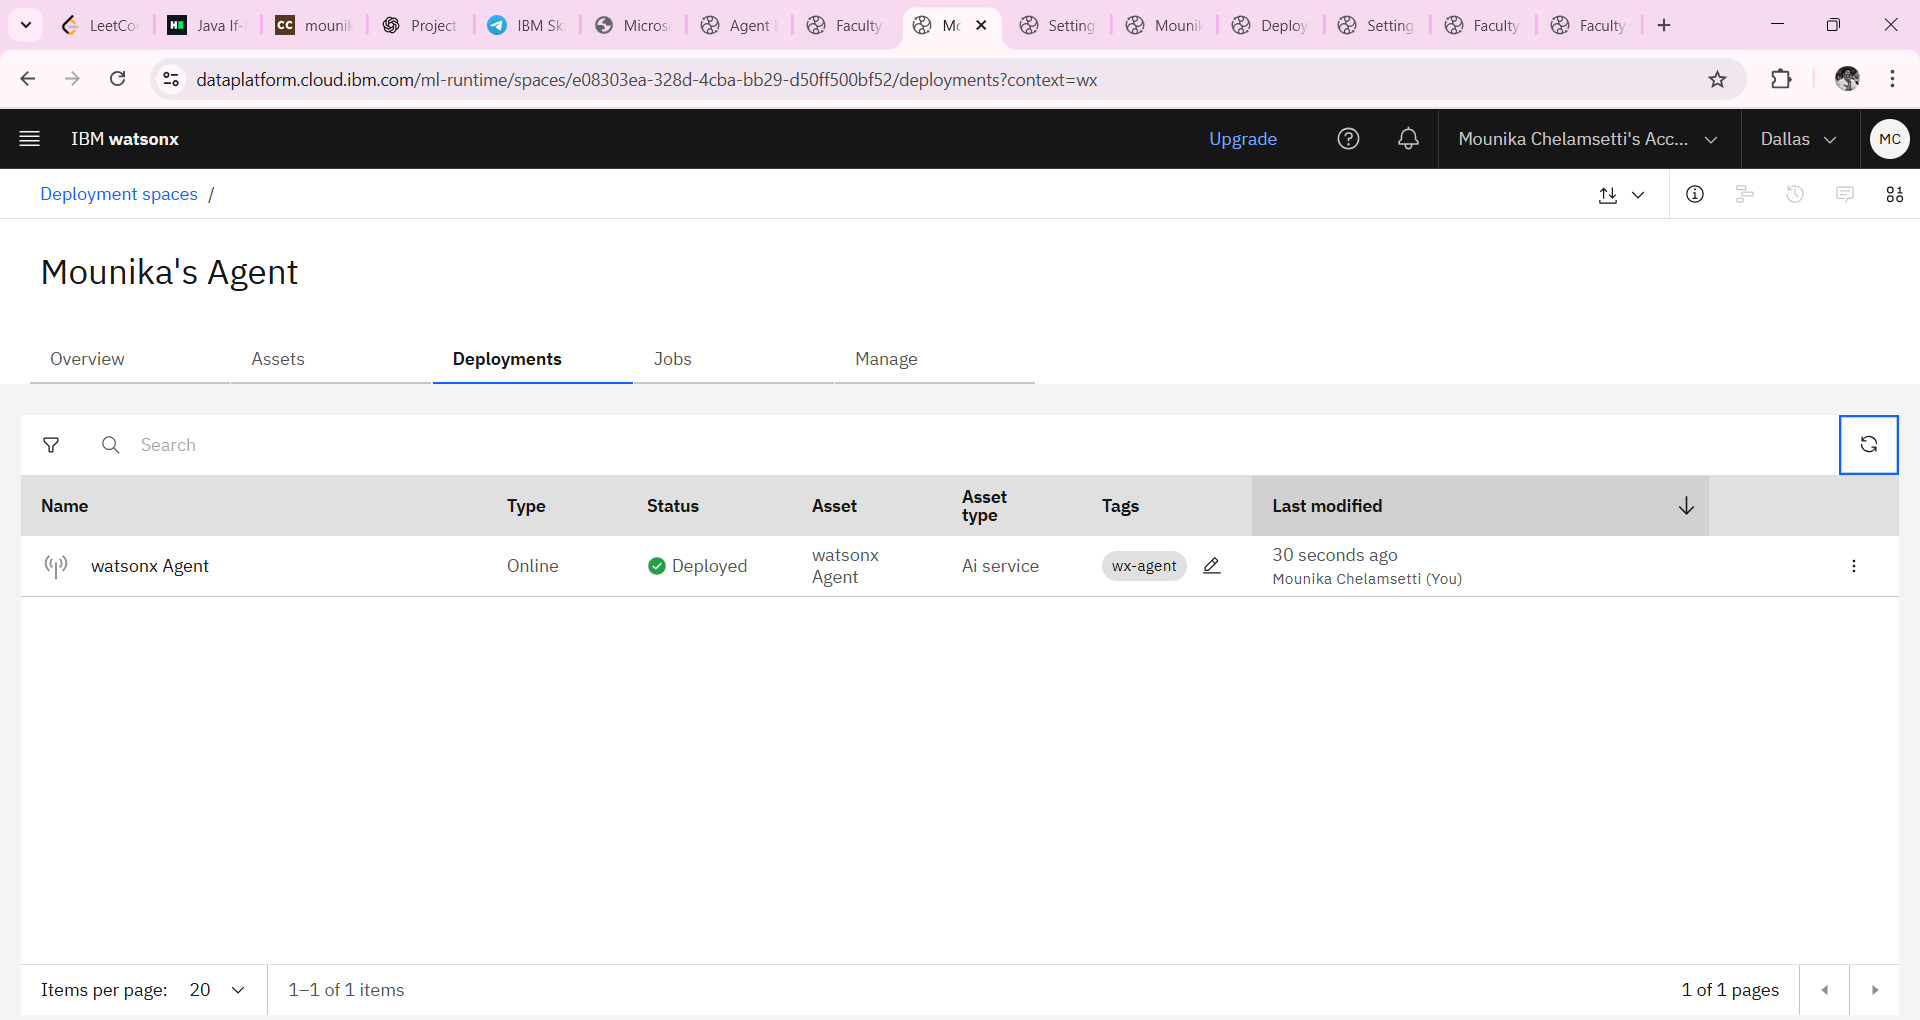 LeetCo
Java If-
CC
mounik
Project
IBM Sk
Micros
Agent
Faculty
Mo
Setting
Mounik
Deploy
Setting
Faculty
Faculty
dataplatform.cloud.ibm.com/ml-runtime/spaces/e08303ea-328d-4cba-bb29-d50ff500bf52/deployments?context=wx
IBM watsonx
Upgrade
Mounika Chelamsetti's Acc...
Dallas
MC
Deployment spaces /
Mounika's Agent
Overview
Assets
Deployments
Jobs
Manage
Search
Name
Type
Status
Asset
Asset
type
Tags
Last modified
watsonx Agent
Online
Deployed
watsonx
Agent
Ai service
wx-agent
30 seconds ago
Mounika Chelamsetti (You)
Items per page: 20
1–1 of 1 items
1 of 1 pages